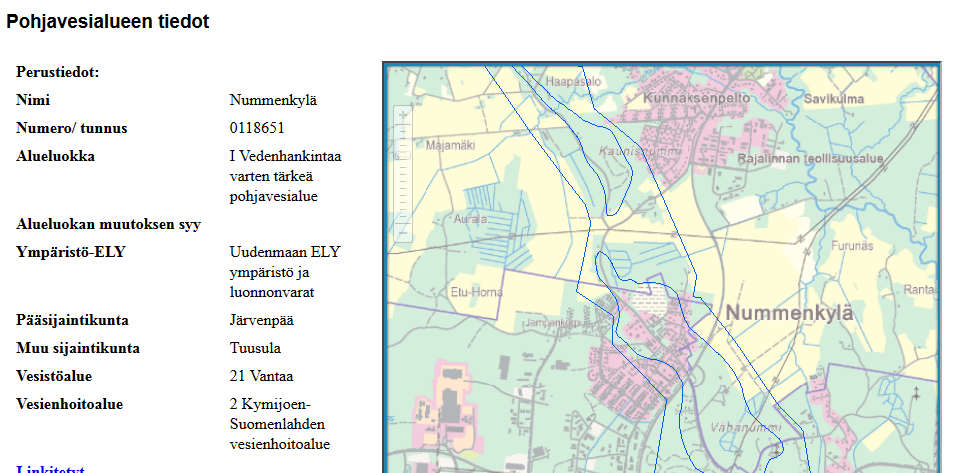 Pohjavesialueen tiedot
Perustiedot:
Nimi Nummenkylä
Numero/ tunnus 0118651
Alueluokka I Vedenhankintaa
varten tärkeä
pohjavesialue
Alueluokan muutoksen syy
Ympäristö-ELY Uudenmaan ELY
ympäristö ja
luonnonvarat
Pääsijaintikunta Järvenpää
Muu sijaintikunta Tuusula
Vesistöalue 21 Vantaa
Vesienhoitoalue 2 Kymijoen-
Suomenlahden
vesienhoitoalue
Linkitetyt
Haapasalo
Kunnaksenpelto
Savikulma
Majamäki
Kaunisnummi
Rajalinnan teollisuusalue
Aurala
Furunäs
Etu-Horna
Ranta
Nummenkylä
Vähänummi